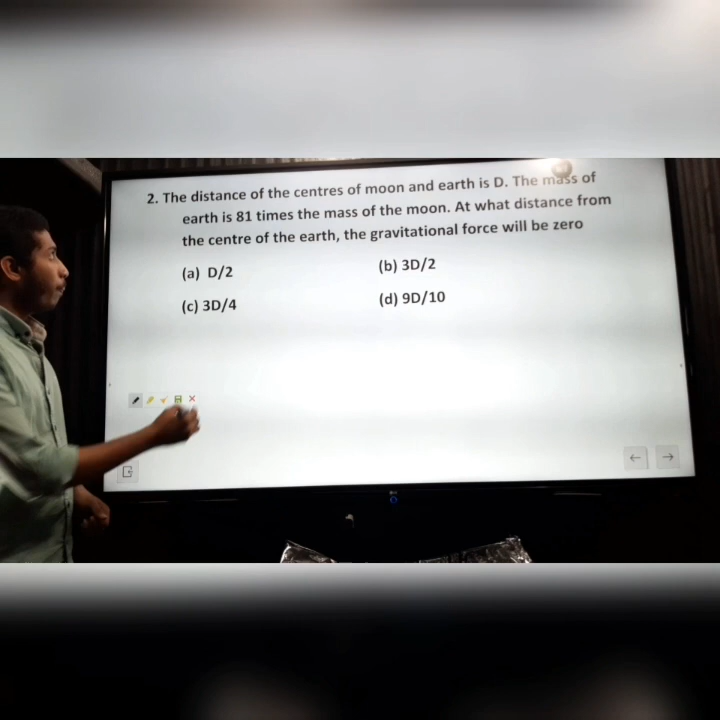 2. The distance of the centres of moon and earth is D. The mass of
earth is 81 times the mass of the moon. At what distance from
the centre of the earth, the gravitational force will be zero
(a) D/2 (b) 3D/2
(c) 3D/4 (d) 9D/10